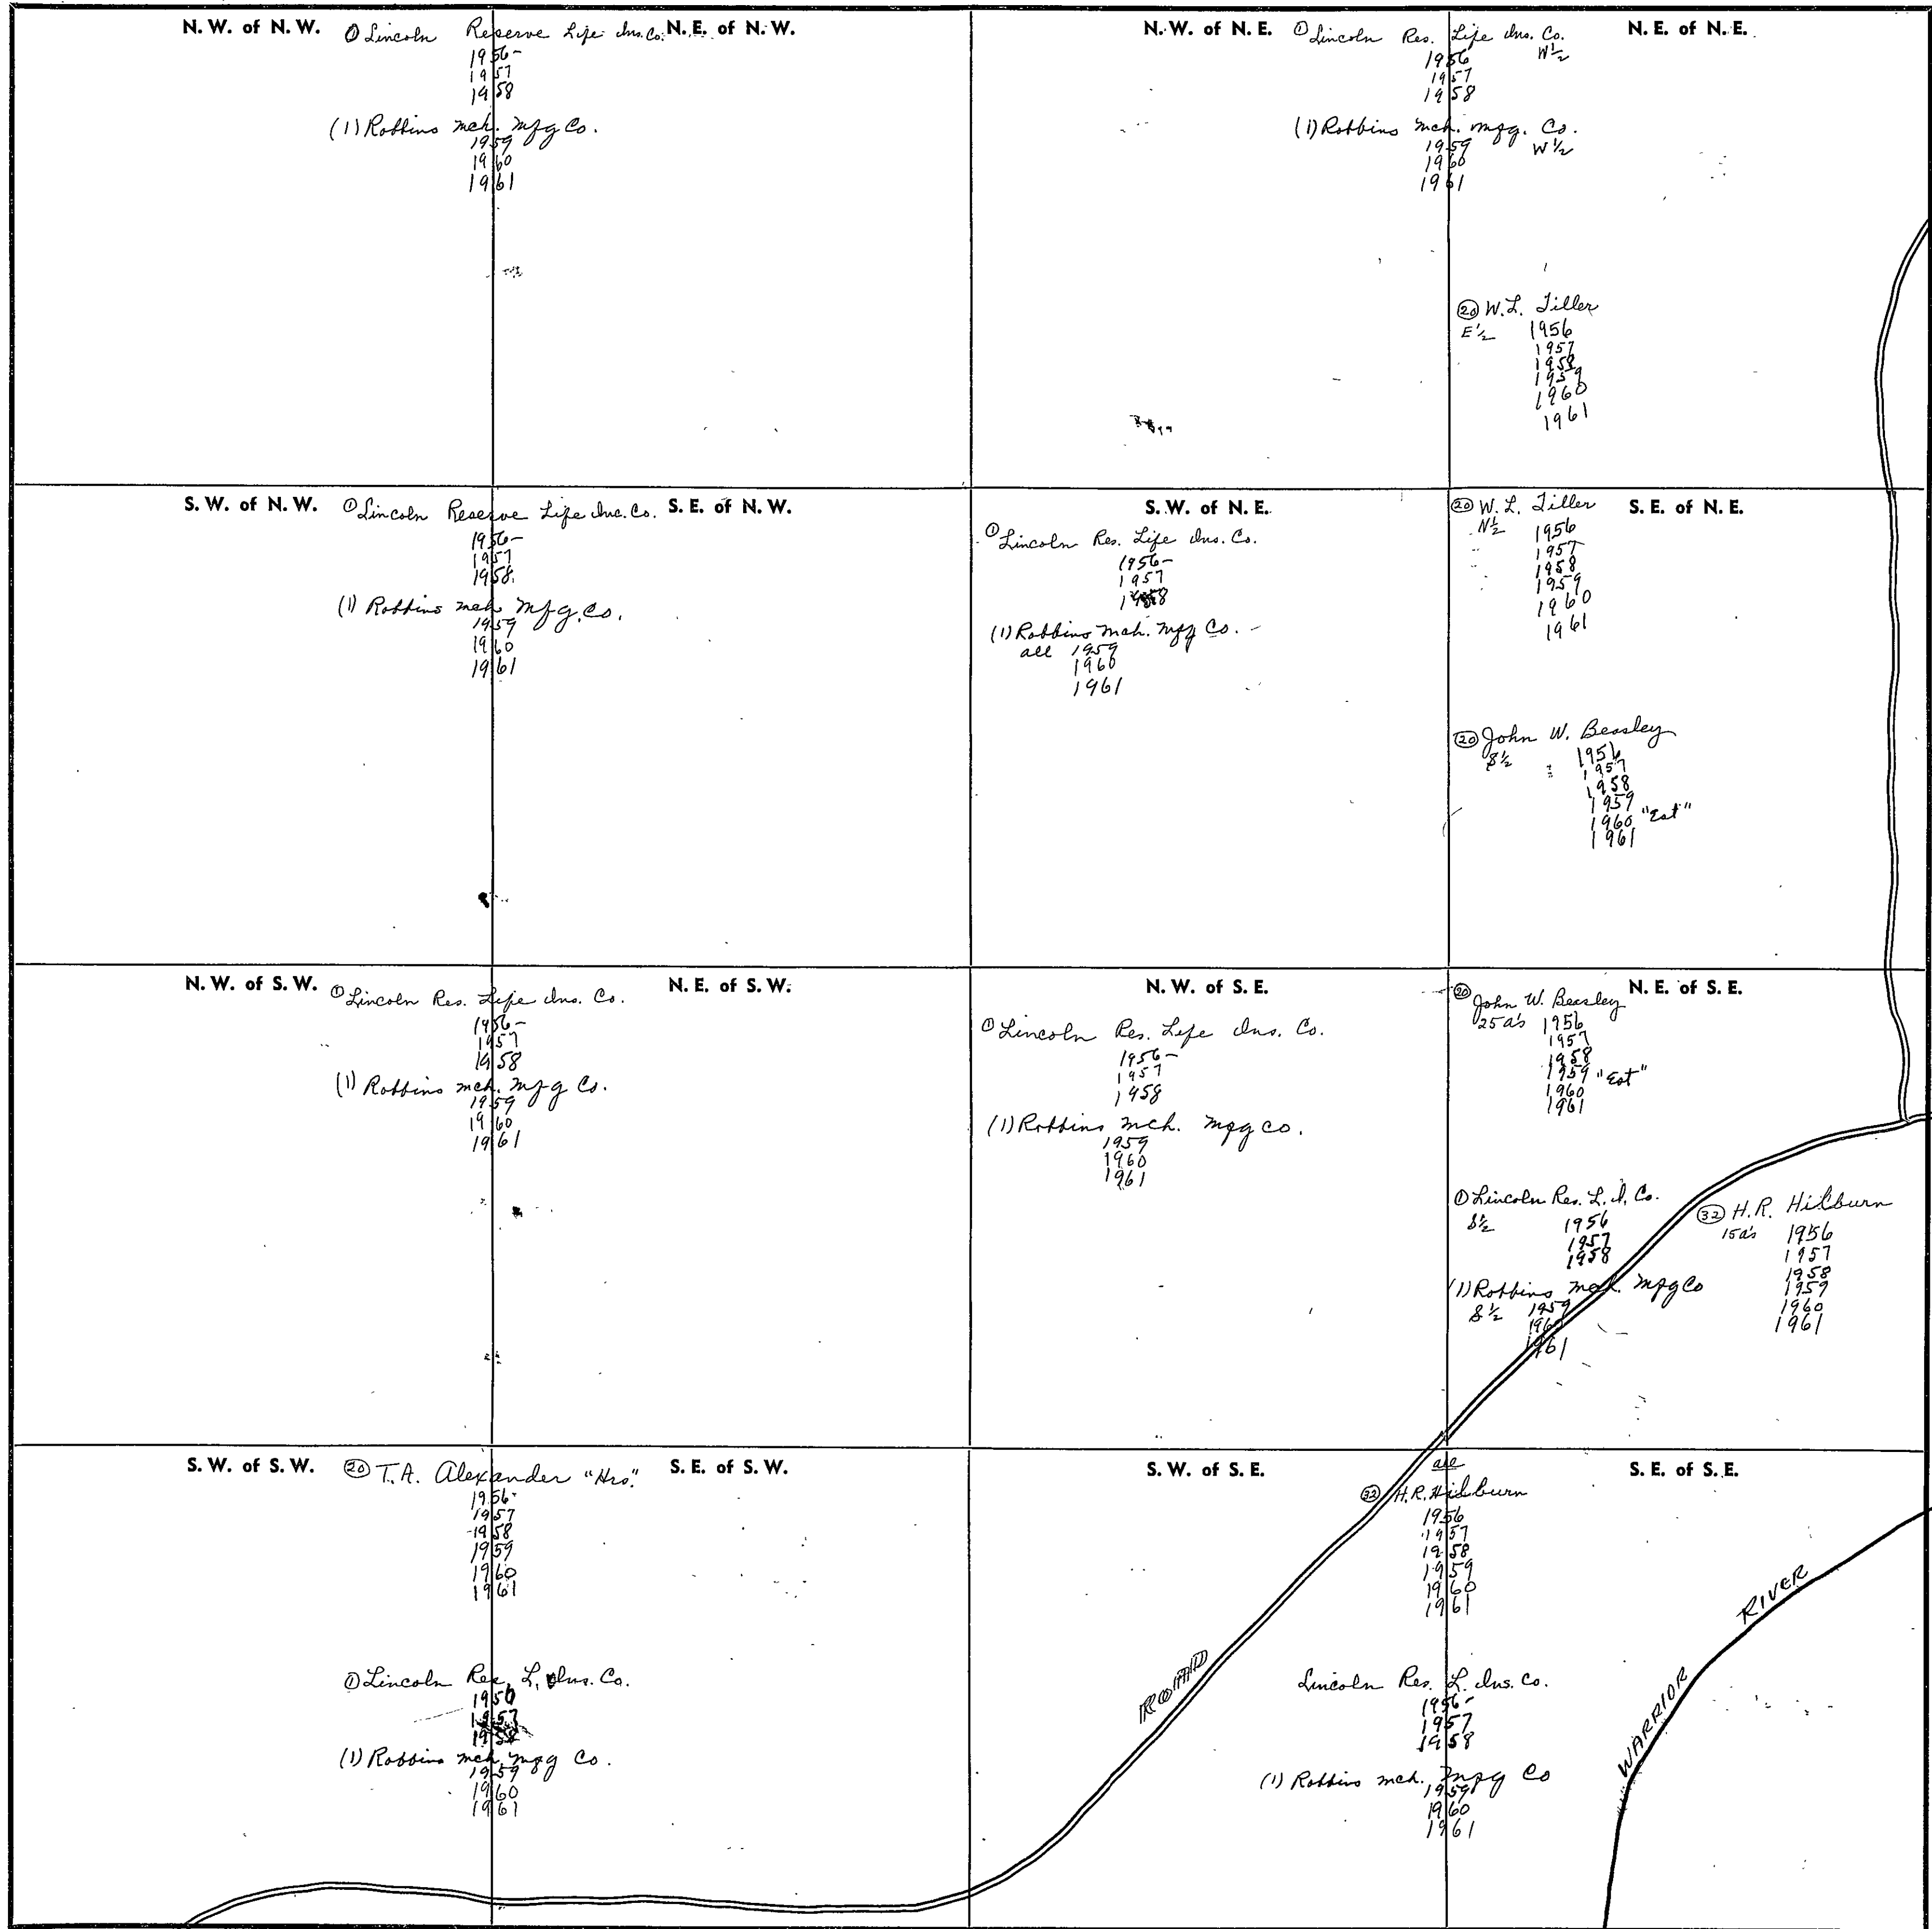 N. W. of N. W.
① Lincoln Reserve Life Ins. Co.
N. E. of N. W.
1956-
1957
1958
(1) Robbins Mch. Mfg Co.
1959
1960
1961
N. W. of N. E.
① Lincoln Res. Life Ins. Co.
W½
N. E. of N. E.
1956
1957
1958
(1) Robbins Mch. Mfg. Co.
W½
1959
1960
1961
⑳ W. L. Tiller
E½ 1956
1957
1958
1959
1960
1961
S. W. of N. W.
① Lincoln Reserve Life Ins. Co.
S. E. of N. W.
1956-
1957
1958
(1) Robbins Mch Mfg. Co.
1959
1960
1961
S. W. of N. E.
① Lincoln Res. Life Ins. Co.
1956-
1957
1958
(1) Robbins Mch. Mfg Co.
all 1959
1960
1961
⑳ W. L. Tiller
S. E. of N. E.
N½ 1956
1957
1958
1959
1960
1961
⑳ John W. Beasley
S½ 1956
1957
1958
1959
1960 "Est"
1961
N. W. of S. W.
① Lincoln Res. Life Ins. Co.
N. E. of S. W.
1956-
1957
1958
(1) Robbins Mch. Mfg Co.
1959
1960
1961
N. W. of S. E.
① Lincoln Res. Life Ins. Co.
1956-
1957
1958
(1) Robbins Mch. Mfg Co.
1959
1960
1961
N. E. of S. E.
⑳ John W. Beasley
25 a's 1956
1957
1958
1959 "Est"
1960
1961
① Lincoln Res. L. I. Co.
S½ 1956
1957
1958
(1) Robbins Mch. Mfg Co
S½ 1959
1960
1961
㉜ H. R. Hilburn
15 a's 1956
1957
1958
1959
1960
1961
S. W. of S. W.
⑳ T. A. Alexander "Hrs."
S. E. of S. W.
1956
1957
1958
1959
1960
1961
① Lincoln Res. L. Ins. Co.
1956
1957
1958
(1) Robbins Mch Mfg Co.
1959
1960
1961
S. W. of S. E.
all
S. E. of S. E.
㉜ H. R. Hilburn
1956
1957
1958
1959
1960
1961
Lincoln Res. L. Ins. Co.
1956-
1957
1958
(1) Robbins Mch. Mfg Co
1959
1960
1961
ROAD
WARRIOR RIVER